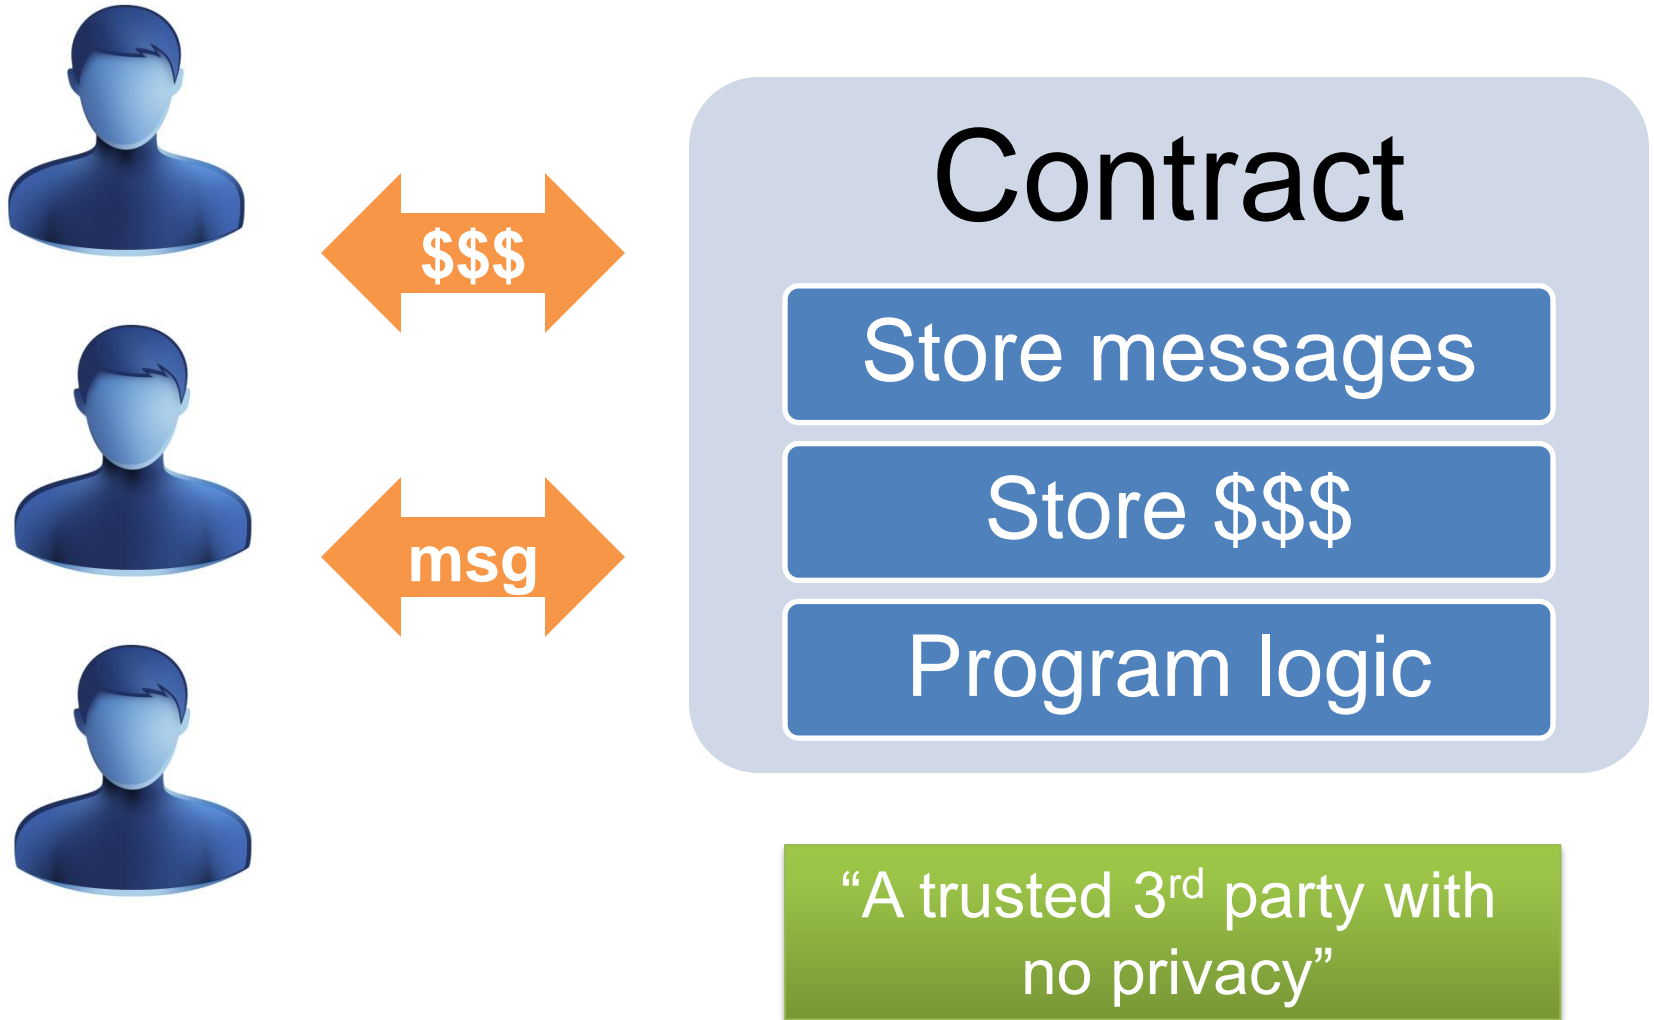 $$$
msg
Contract
Store messages
Store $$$
Program logic
“A trusted 3rd party with
no privacy”